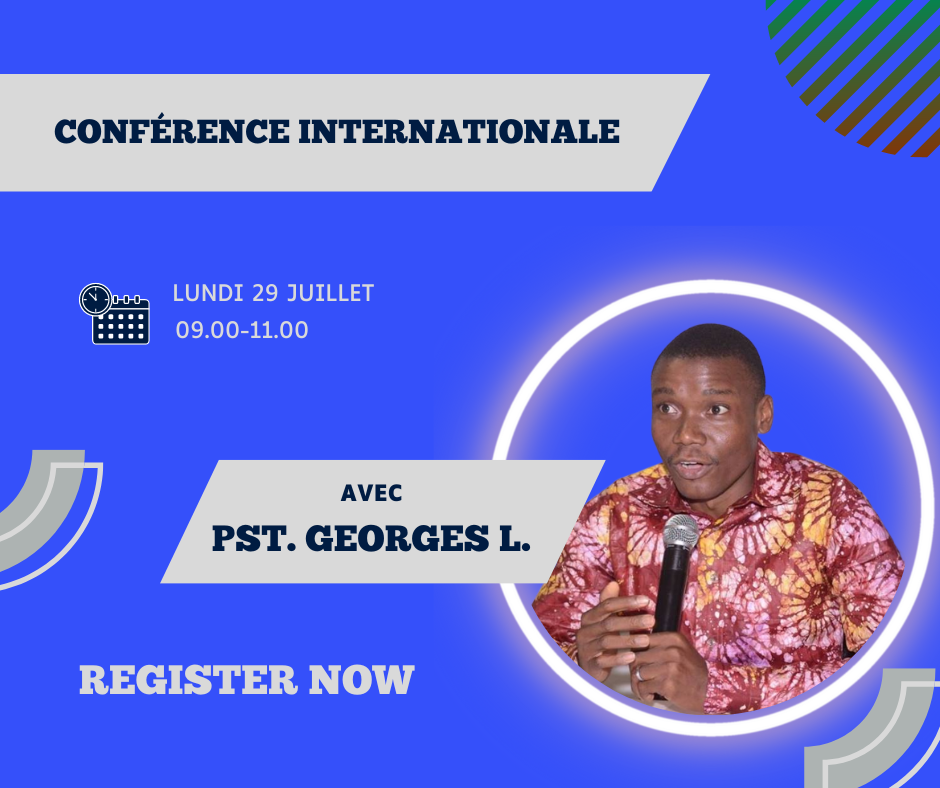 CONFÉRENCE INTERNATIONALE
LUNDI 29 JUILLET
09.00-11.00
AVEC
PST. GEORGES L.
REGISTER NOW